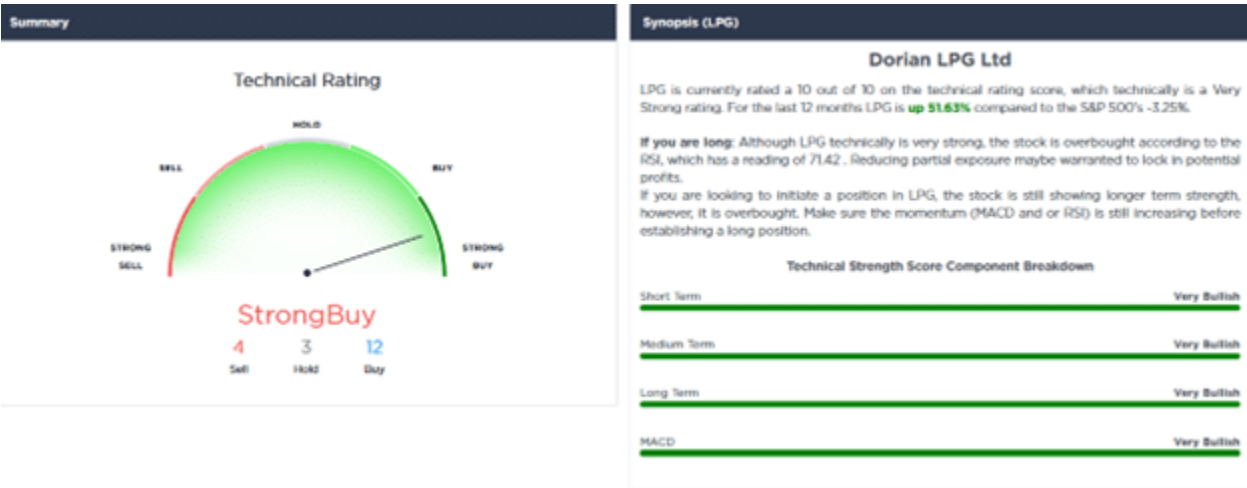 Summary
Technical Rating
HOLD
SELL
BUY
STRONG
SELL
STRONG
BUY
StrongBuy
4 3 12
Sell Hold Buy
Synopsis (LPG)
Dorian LPG Ltd
LPG is currently rated a 10 out of 10 on the technical rating score, which technically is a Very
Strong rating. For the last 12 months LPG is up 51.63% compared to the S&P 500's -3.25%.
If you are long: Although LPG technically is very strong, the stock is overbought according to the
RSI, which has a reading of 71.42 . Reducing partial exposure maybe warranted to lock in potential
profits.
If you are looking to initiate a position in LPG, the stock is still showing longer term strength,
however, it is overbought. Make sure the momentum (MACD and or RSI) is still increasing before
establishing a long position.
Technical Strength Score Component Breakdown
Short Term Very Bullish
Medium Term Very Bullish
Long Term Very Bullish
MACD Very Bullish